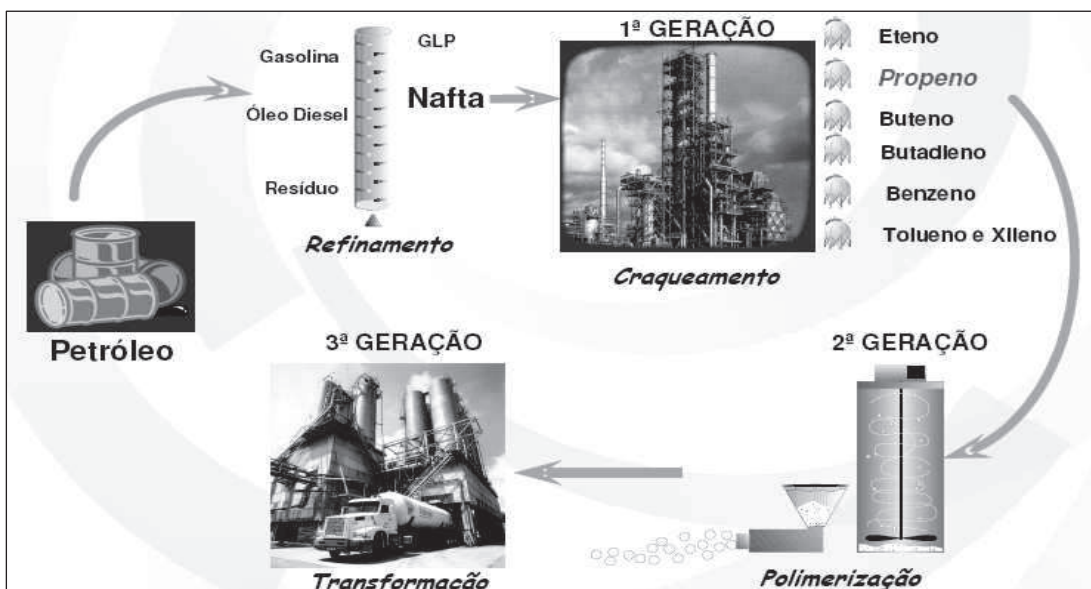 Petróleo
Gasolina
Óleo Diesel
Resíduo
GLP
Nafta
Refinamento
1ª GERAÇÃO
Craqueamento
Eteno
Propeno
Buteno
Butadieno
Benzeno
Tolueno e Xileno
2ª GERAÇÃO
Polimerização
3ª GERAÇÃO
Transformação